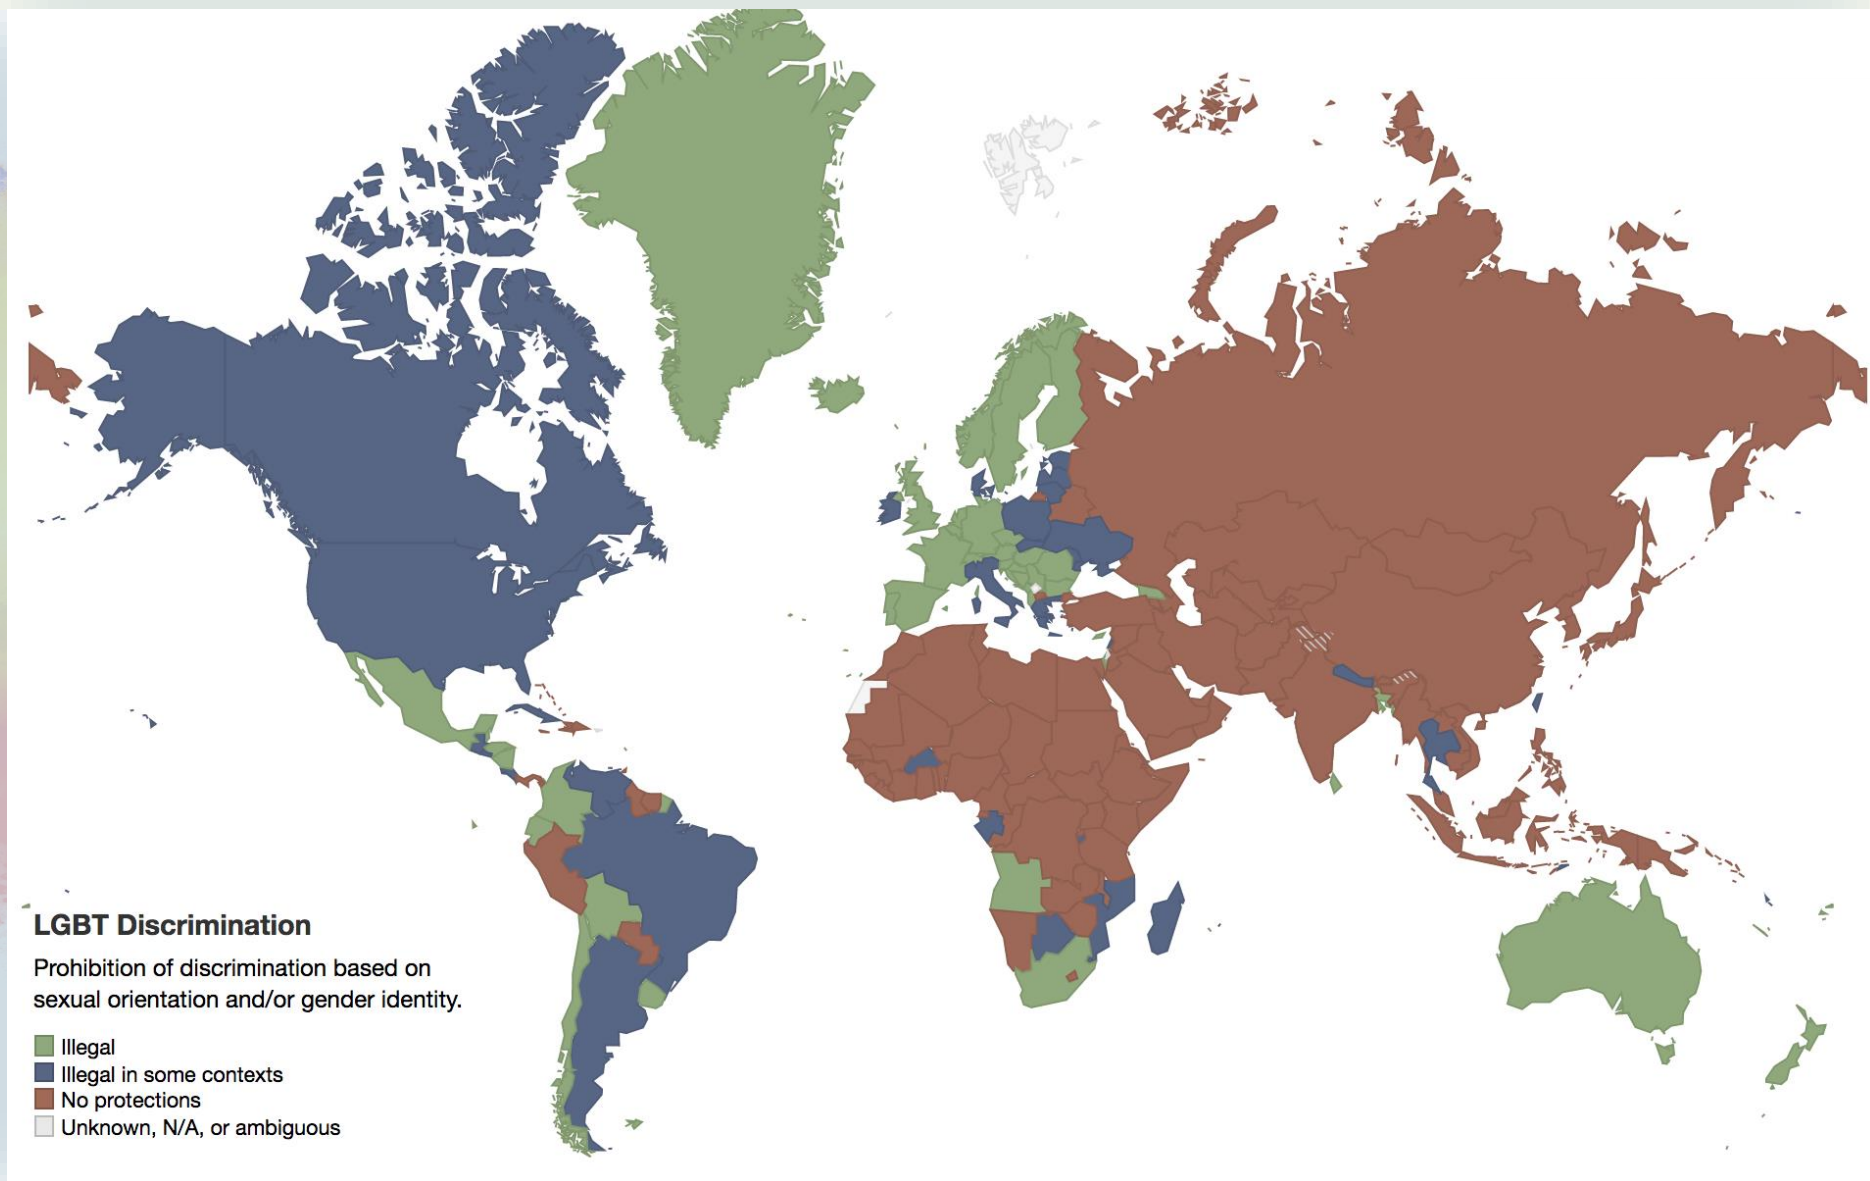 LGBT Discrimination
Prohibition of discrimination based on
sexual orientation and/or gender identity.
Illegal
Illegal in some contexts
No protections
Unknown, N/A, or ambiguous